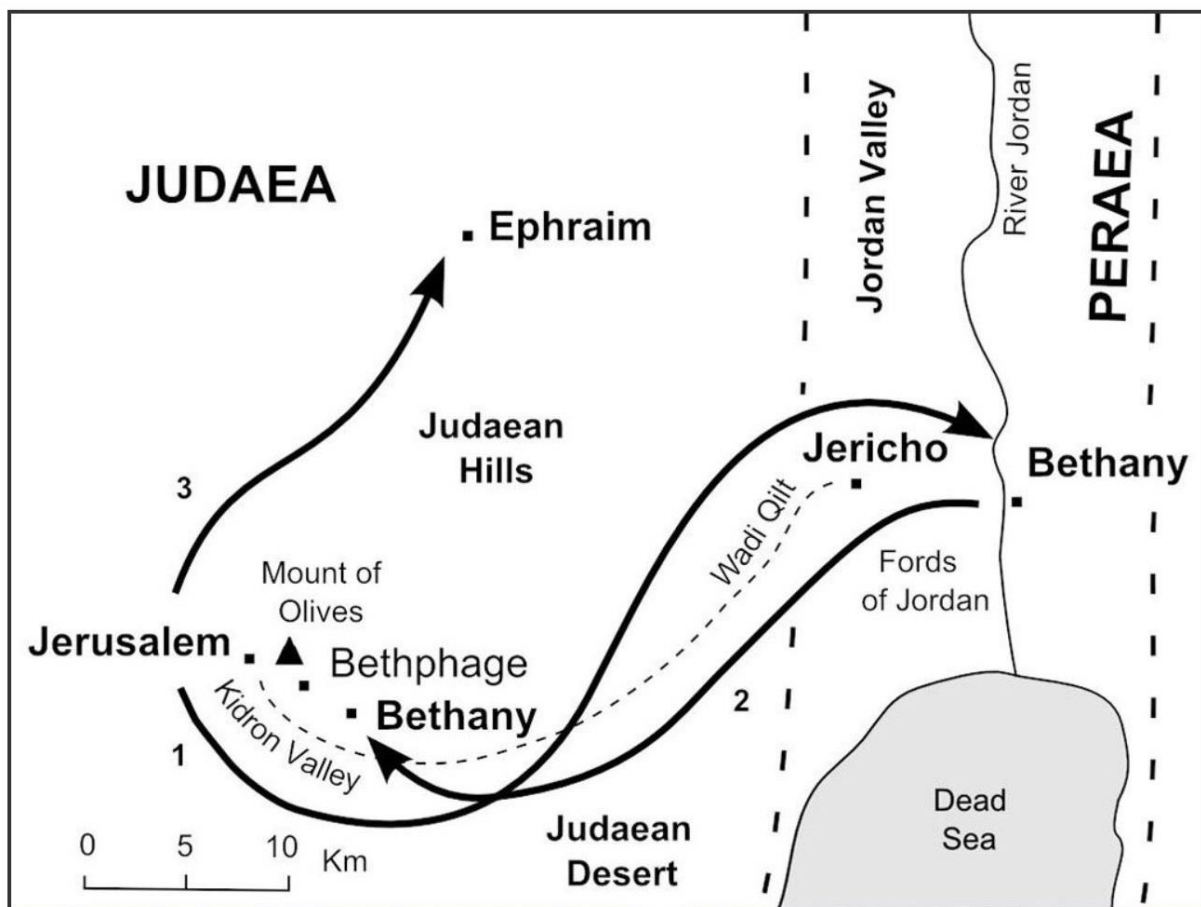 JUDAEA
Ephraim
Jordan Valley
River Jordan
PERAEA
Judaean
Hills
Jericho
Bethany
3
Wadi Qilt
Mount of
Olives
Fords
of Jordan
Jerusalem
Bethphage
Bethany
Kidron Valley
1
2
0 5 10 Km
Judaean
Desert
Dead
Sea